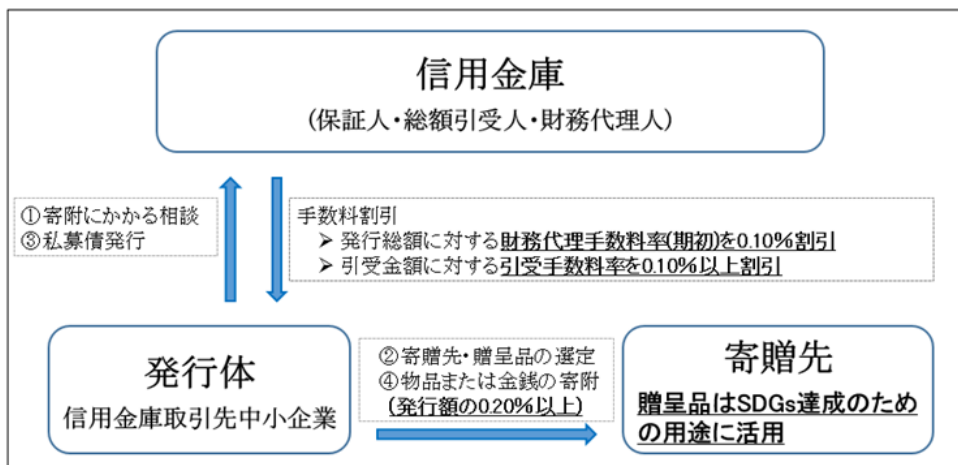 信用金庫
(保証人・総額引受人・財務代理人)
①寄附にかかる相談
③私募債発行
手数料割引
➢ 発行総額に対する財務代理手数料率(期初)を0.10%割引
➢ 引受金額に対する引受手数料率を0.10%以上割引
発行体
信用金庫取引先中小企業
②寄贈先・贈呈品の選定
④物品または金銭の寄附
(発行額の0.20%以上)
寄贈先
贈呈品はSDGs達成のため
の用途に活用